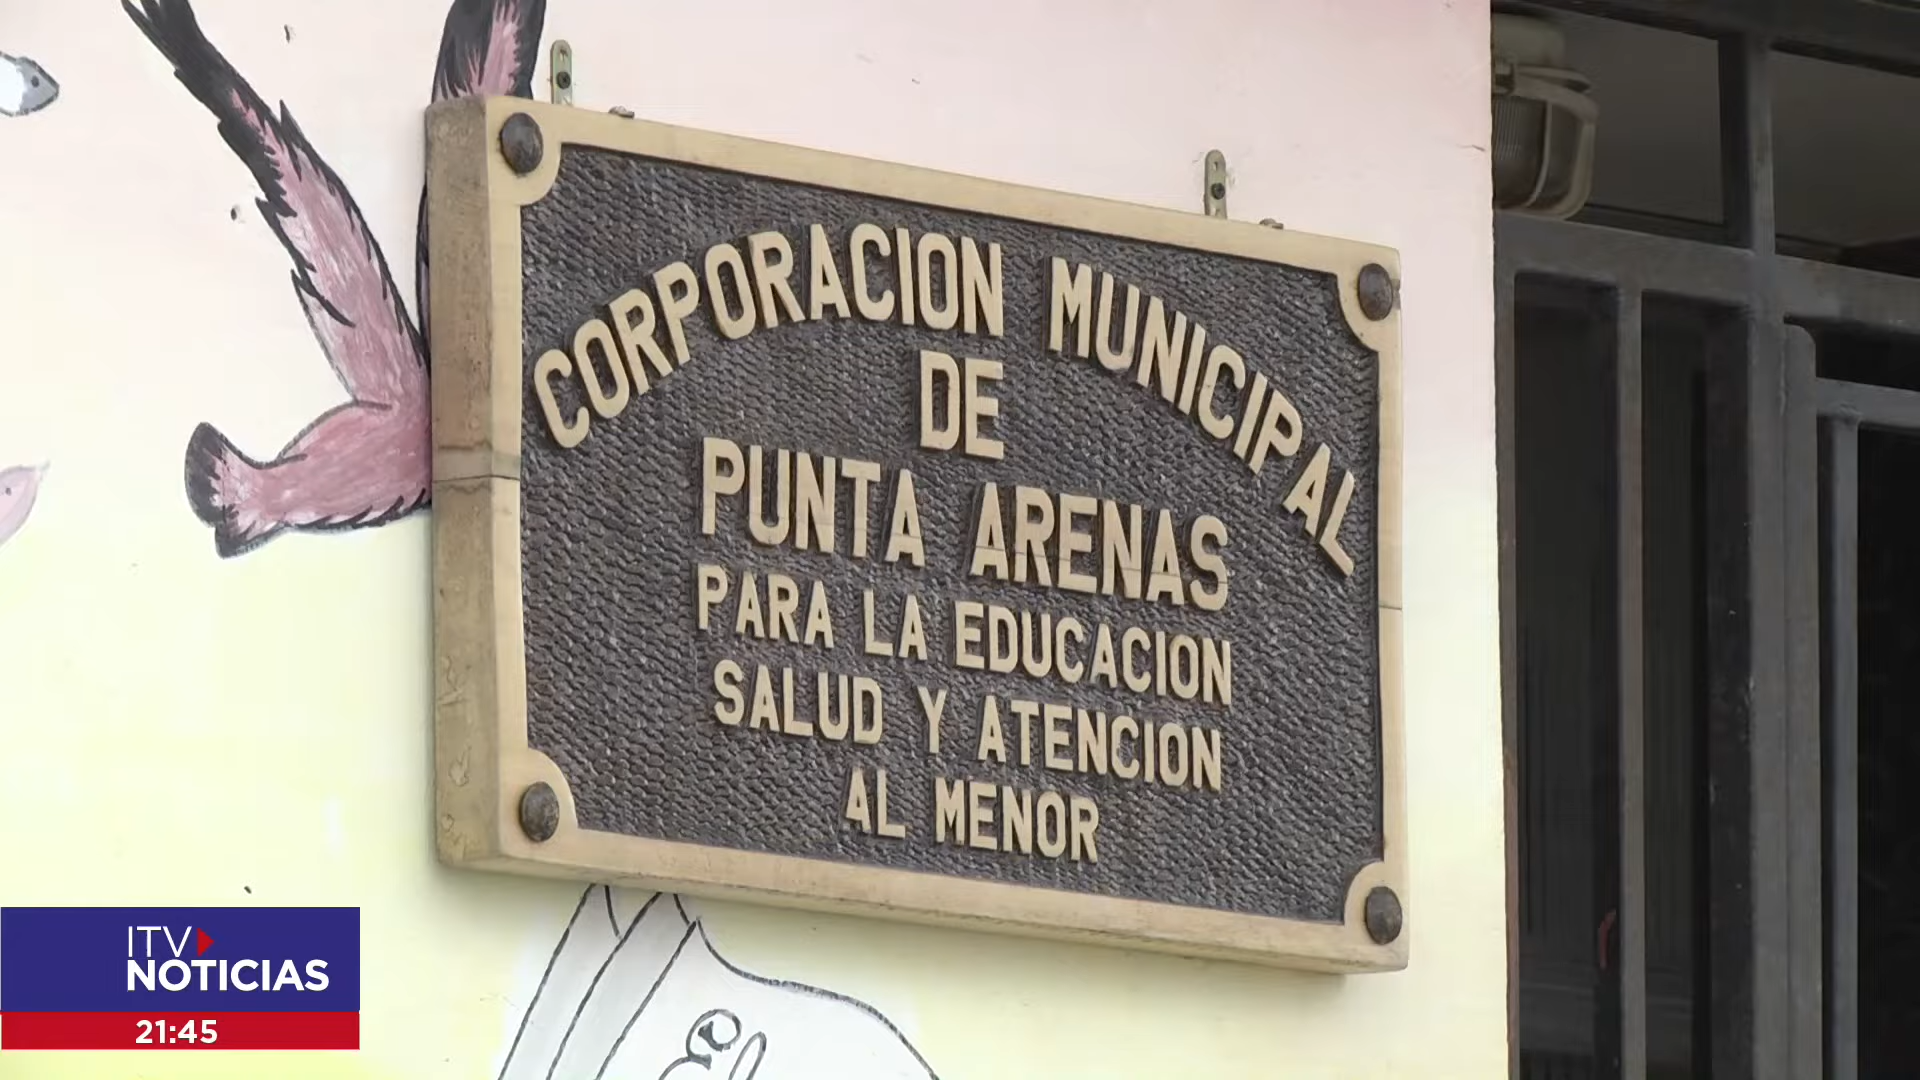 CORPORACION MUNICIPAL
DE
PUNTA ARENAS
PARA LA EDUCACION
SALUD Y ATENCION
AL MENOR
ITV
NOTICIAS
21:45